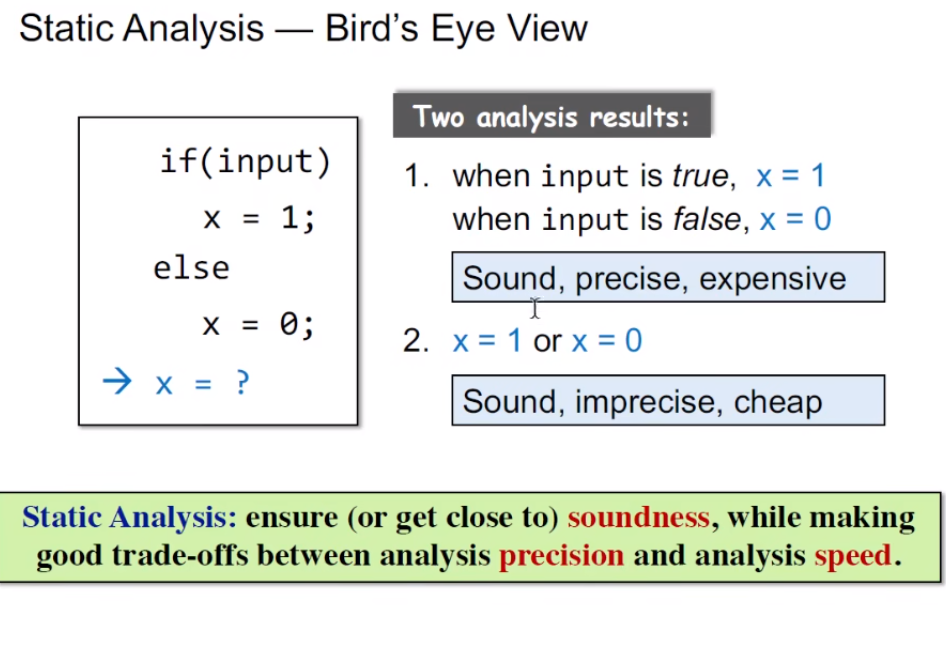 Static Analysis — Bird's Eye View
if(input)
x = 1;
else
x = 0;
→ x = ?
Two analysis results:
1. when input is true, x = 1
when input is false, x = 0
Sound, precise, expensive
2. x = 1 or x = 0
Sound, imprecise, cheap
Static Analysis: ensure (or get close to) soundness, while making
good trade-offs between analysis precision and analysis speed.